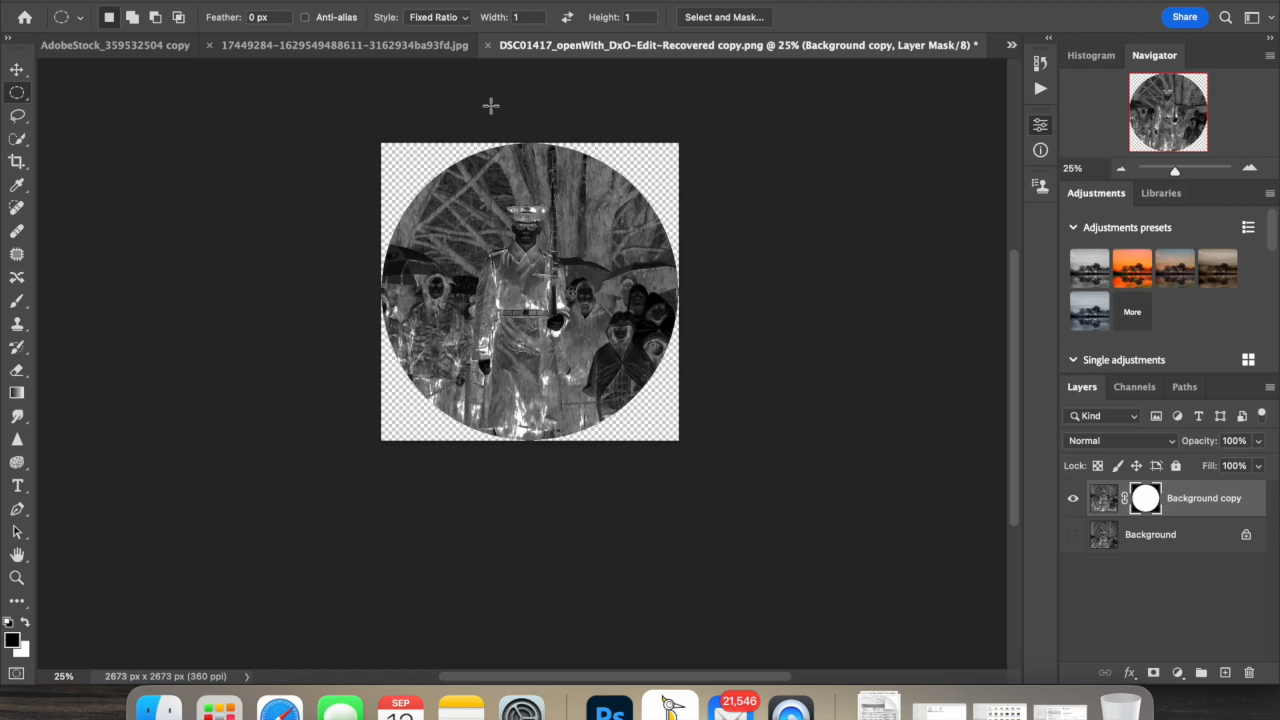 Feather: 0 px Anti-alias Style: Fixed Ratio Width: 1 Height: 1 Select and Mask... Share
AdobeStock_359532504 copy × 17449284-1629549488611-3162934ba93fd.jpg × DSC01417_openWith_DxO-Edit-Recovered copy.png @ 25% (Background copy, Layer Mask/8) *
Histogram Navigator
25%
Adjustments Libraries
Adjustments presets
More
Single adjustments
Layers Channels Paths
Kind
Normal Opacity: 100%
Lock: Fill: 100%
Background copy
Background
fx
25% 2673 px x 2673 px (360 ppi)
SEP
Ps
21,546